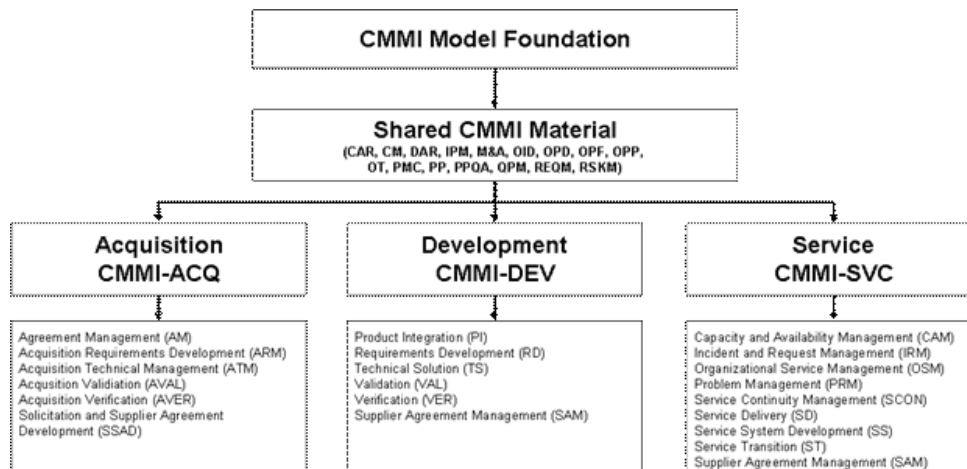 CMMI Model Foundation
Shared CMMI Material
(CAR, CM, DAR, IPM, M&A, OID, OPD, OPF, OPP,
OT, PMC, PP, PPQA, QPM, REQM, RSKM)
Acquisition
CMMI-ACQ
Development
CMMI-DEV
Service
CMMI-SVC
Agreement Management (AM)
Acquisition Requirements Development (ARM)
Acquisition Technical Management (ATM)
Acqusition Validation (AVAL)
Acquisition Verification (AVER)
Solicitation and Supplier Agreement
Development (SSAD)
Product Integration (PI)
Requirements Development (RD)
Technical Solution (TS)
Validation (VAL)
Verification (VER)
Supplier Agreement Management (SAM)
Capacity and Availability Management (CAM)
Incident and Request Management (IRM)
Organizational Service Management (OSM)
Problem Management (PRM)
Service Continuity Management (SCON)
Service Delivery (SD)
Service System Development (SS)
Service Transition (ST)
Supplier Agreement Management (SAM)